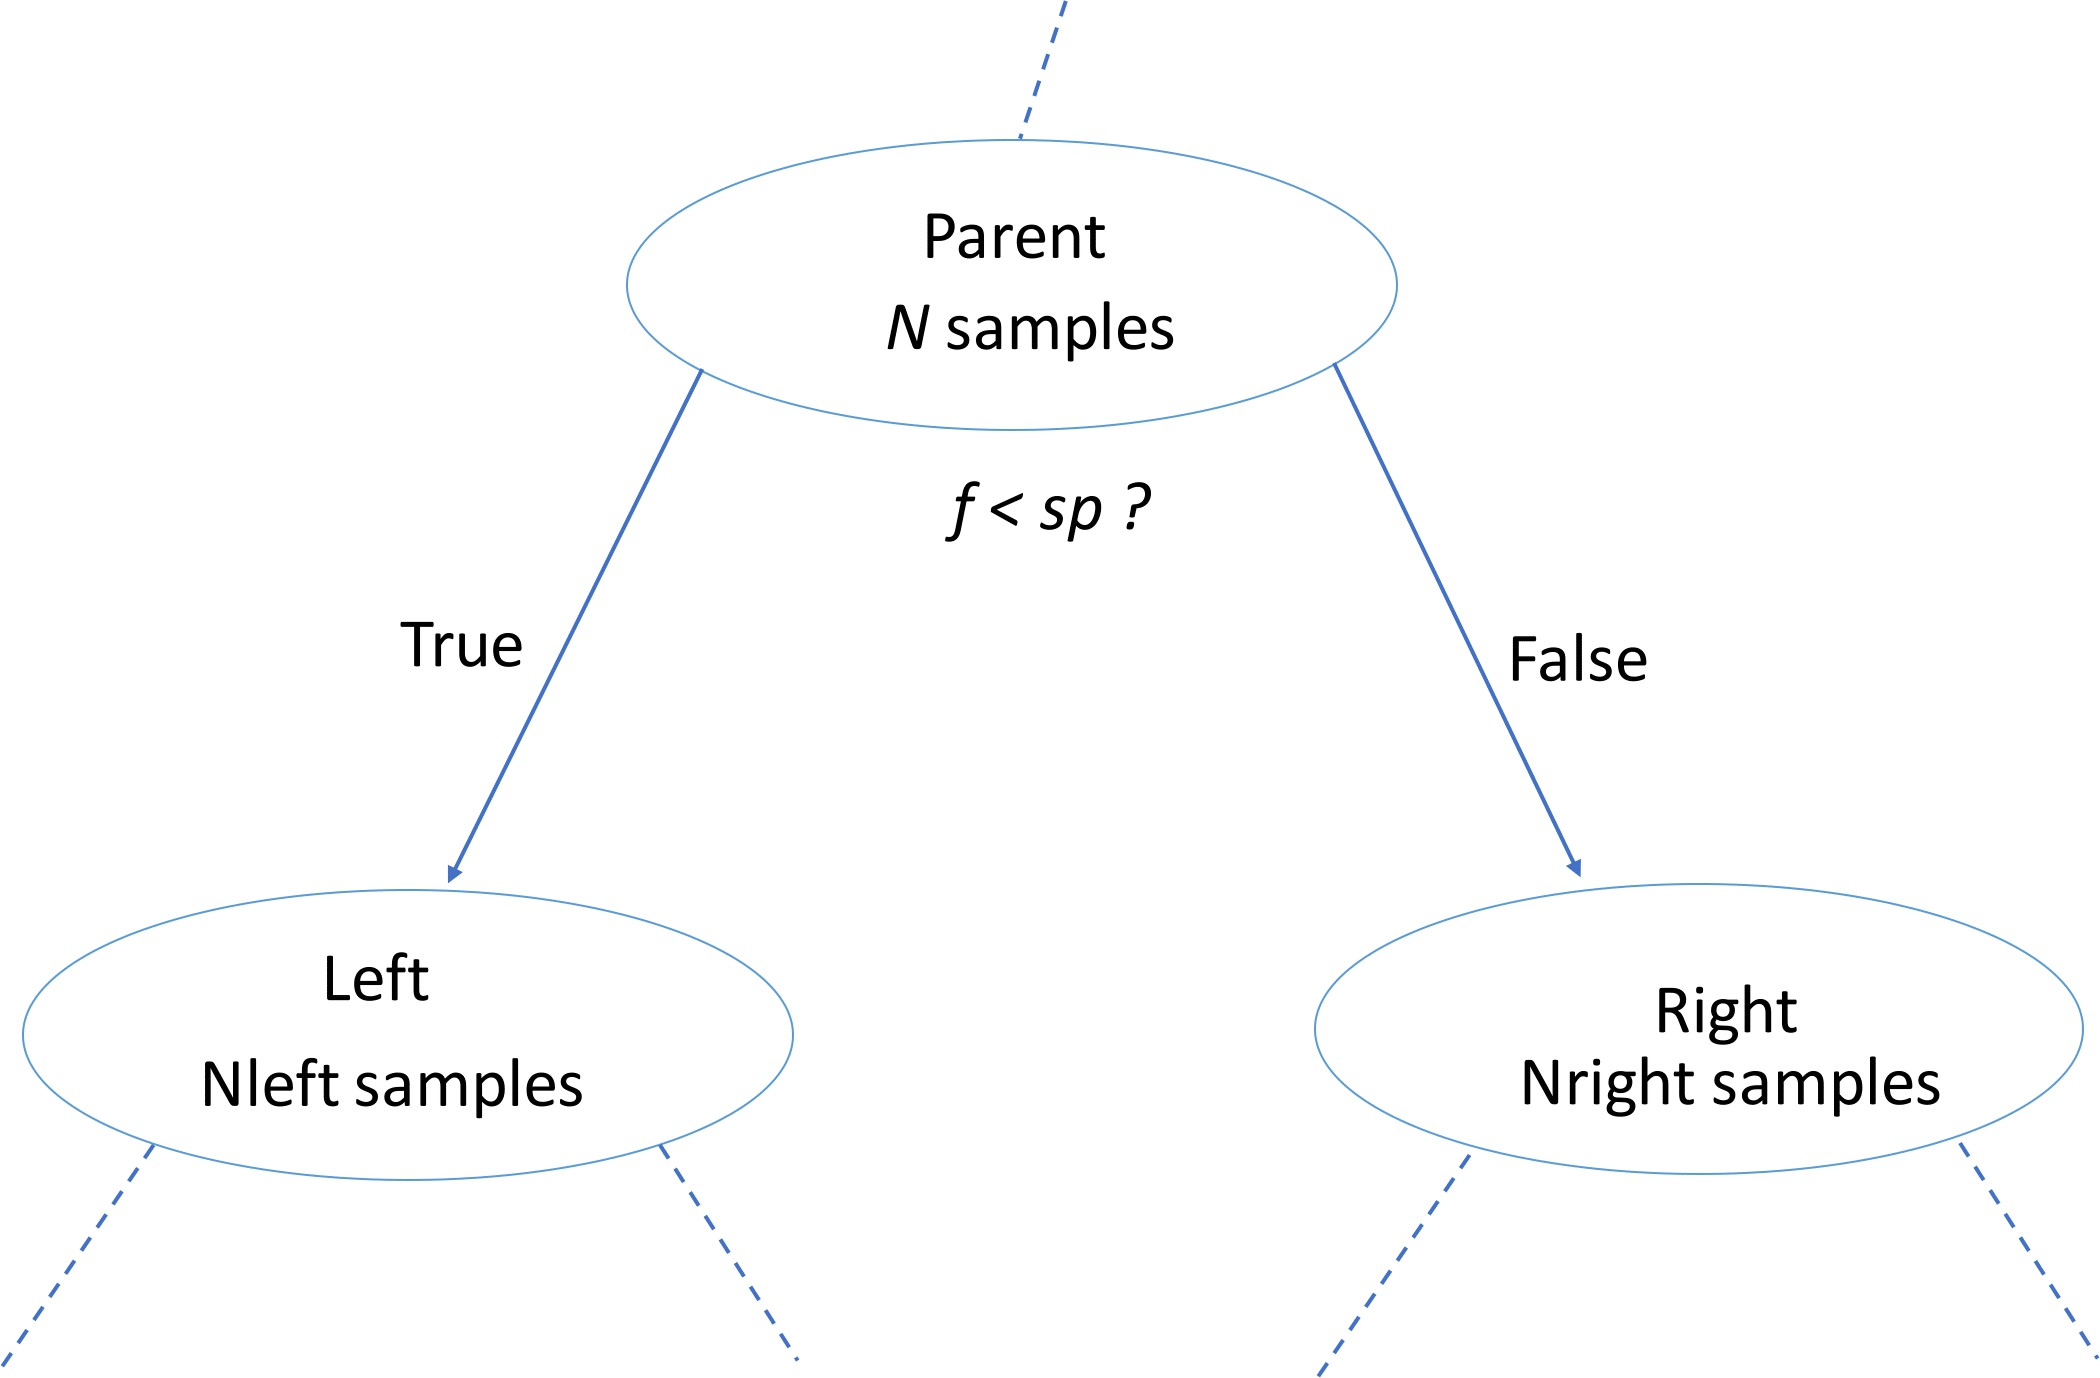 Parent
N samples
f < sp ?
True
False
Left
Nleft samples
Right
Nright samples